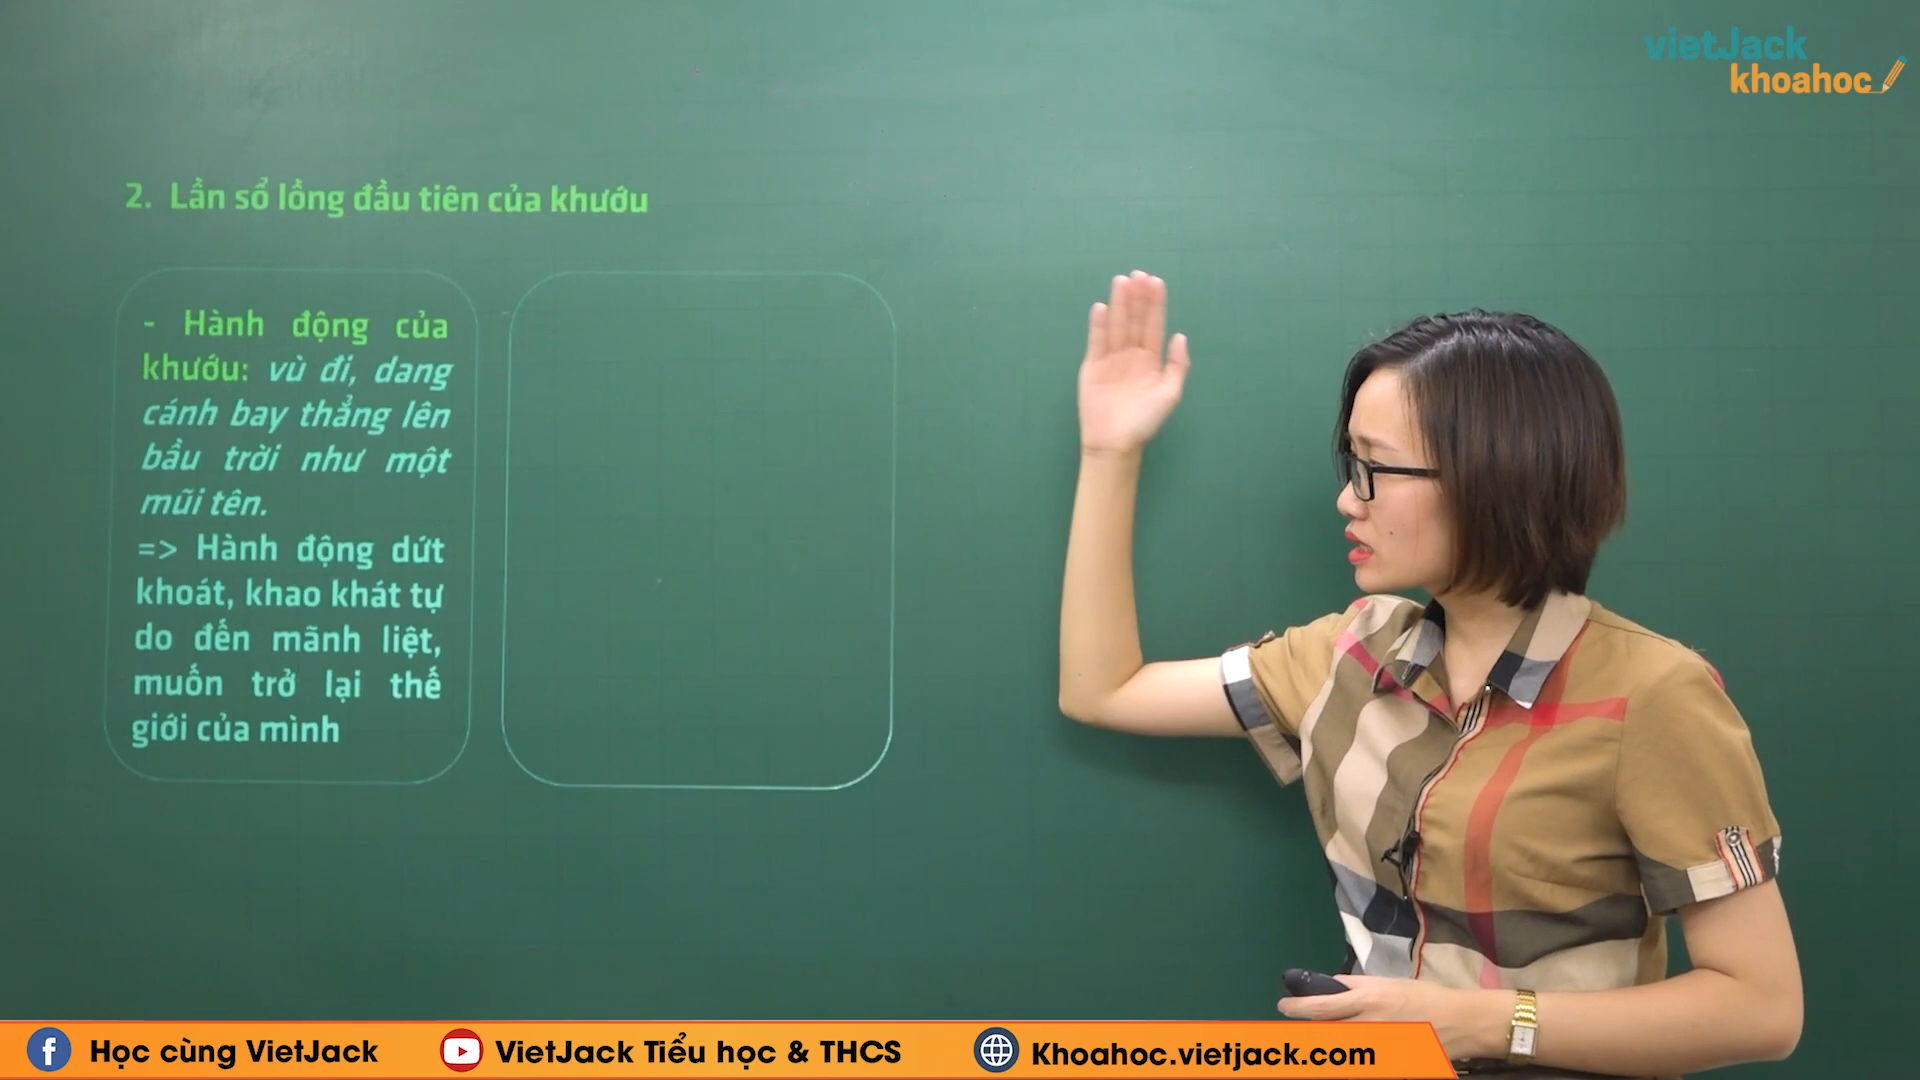 vietJack
khoahoc
2. Lần sổ lồng đầu tiên của khướu
- Hành động của
khướu: vù đi, dang
cánh bay thẳng lên
bầu trời như một
mũi tên.
=> Hành động dứt
khoát, khao khát tự
do đến mãnh liệt,
muốn trở lại thế
giới của mình
Học cùng VietJack
VietJack Tiểu học & THCS
Khoahoc.vietjack.com